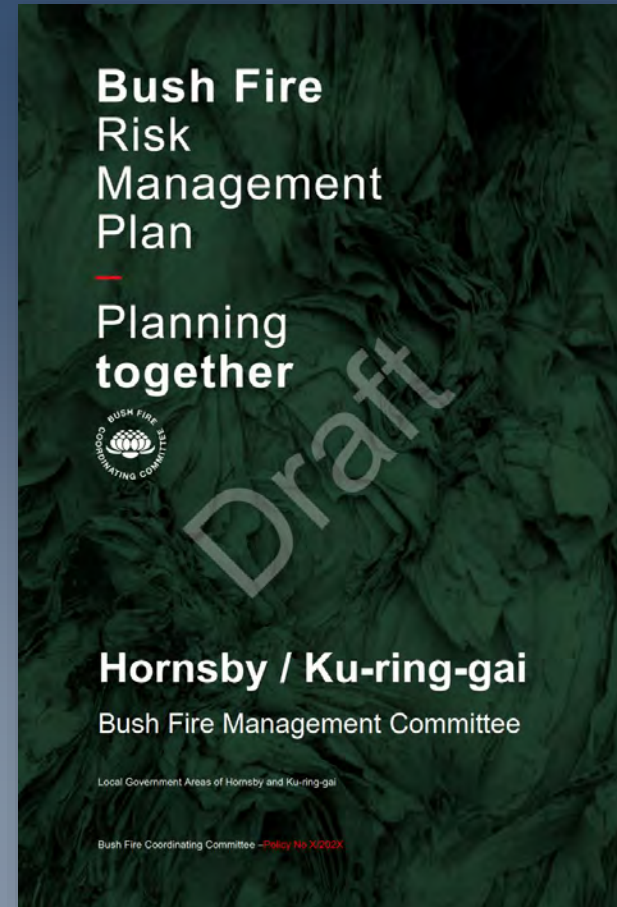 Bush Fire
Risk
Management
Plan
Planning
together
BUSH FIRE
COORDINATING COMMITTEE
Draft
Hornsby / Ku-ring-gai
Bush Fire Management Committee
Local Government Areas of Hornsby and Ku-ring-gai
Bush Fire Coordinating Committee –Policy No X/202X